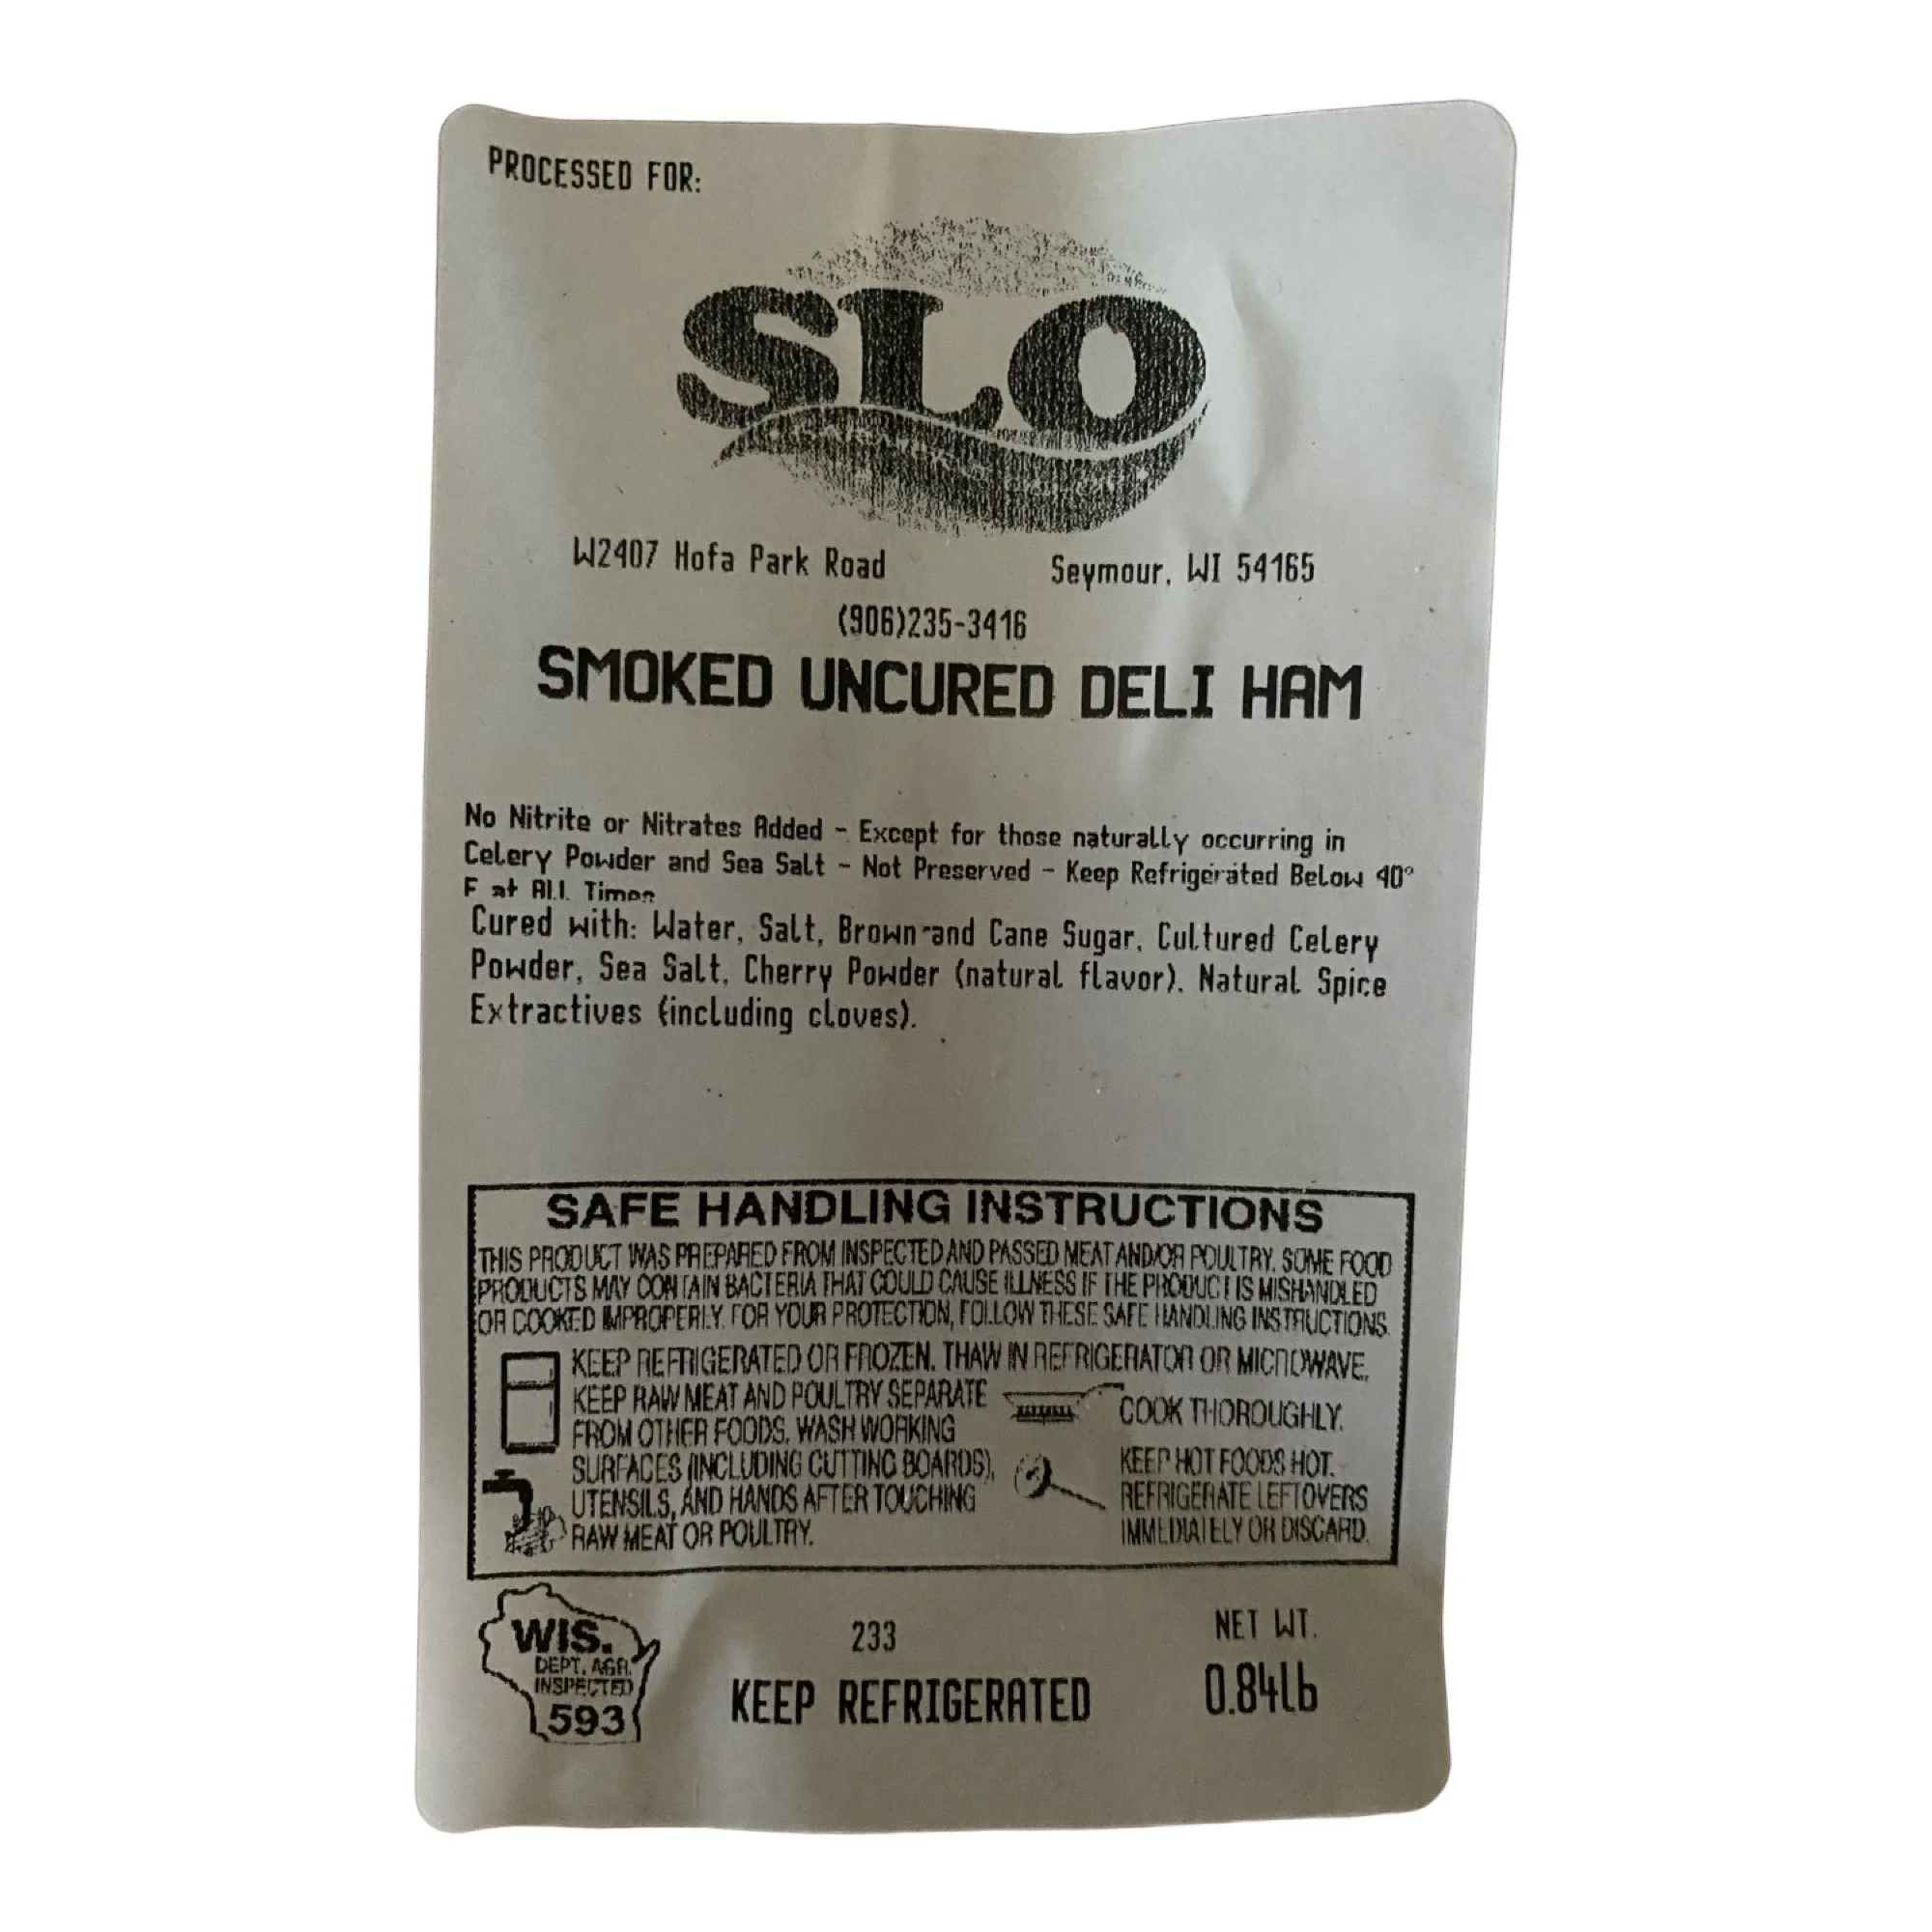 PROCESSED FOR:
SLO
W2407 Hofa Park Road Seymour, WI 54165
(906)235-3416
SMOKED UNCURED DELI HAM
No Nitrite or Nitrates Added - Except for those naturally occurring in
Celery Powder and Sea Salt - Not Preserved - Keep Refrigerated Below 40°
F at All Times
Cured with: Water, Salt, Brown and Cane Sugar, Cultured Celery
Powder, Sea Salt, Cherry Powder (natural flavor), Natural Spice
Extractives (including cloves).
SAFE HANDLING INSTRUCTIONS
THIS PRODUCT WAS PREPARED FROM INSPECTED AND PASSED MEAT AND/OR POULTRY. SOME FOOD
PRODUCTS MAY CONTAIN BACTERIA THAT COULD CAUSE ILLNESS IF THE PRODUCT IS MISHANDLED
OR COOKED IMPROPERLY. FOR YOUR PROTECTION, FOLLOW THESE SAFE HANDLING INSTRUCTIONS.
KEEP REFRIGERATED OR FROZEN. THAW IN REFRIGERATOR OR MICROWAVE.
KEEP RAW MEAT AND POULTRY SEPARATE
FROM OTHER FOODS. WASH WORKING
SURFACES (INCLUDING CUTTING BOARDS),
UTENSILS, AND HANDS AFTER TOUCHING
RAW MEAT OR POULTRY.
COOK THOROUGHLY.
KEEP HOT FOODS HOT.
REFRIGERATE LEFTOVERS
IMMEDIATELY OR DISCARD.
WIS.
DEPT. AGR.
INSPECTED
593
233
KEEP REFRIGERATED
NET WT.
0.84lb